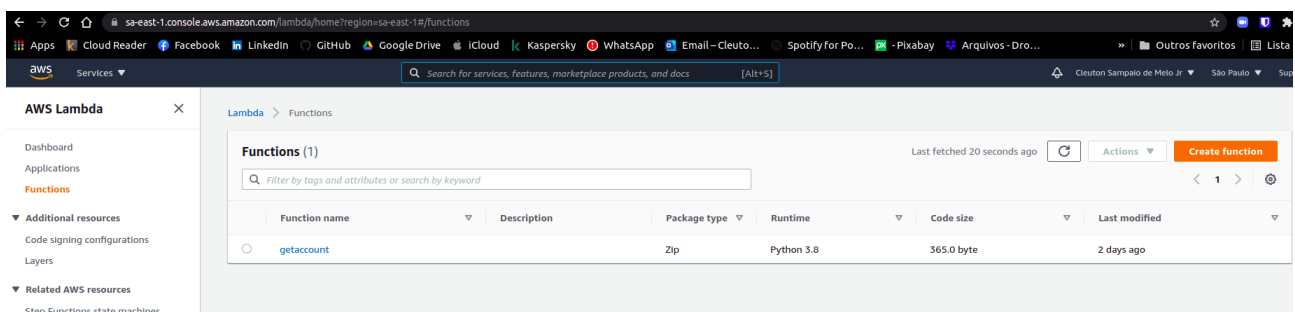 sa-east-1.console.aws.amazon.com/lambda/home?region=sa-east-1#/functions
Apps Cloud Reader Facebook LinkedIn GitHub Google Drive iCloud Kaspersky WhatsApp Email – Cleuto... Spotify for Po... - Pixabay Arquivos - Dro... » Outros favoritos Lista
aws Services ▼ Search for services, features, marketplace products, and docs [Alt+S] Cleuton Sampaio de Melo Jr ▼ São Paulo ▼ Sup
AWS Lambda
Lambda > Functions
Dashboard
Applications
Functions
Additional resources
Code signing configurations
Layers
Related AWS resources
Step Functions state machines
Functions (1) Last fetched 20 seconds ago Actions ▼ Create function
Filter by tags and attributes or search by keyword < 1 >
Function name Description Package type Runtime Code size Last modified
getaccount Zip Python 3.8 365.0 byte 2 days ago